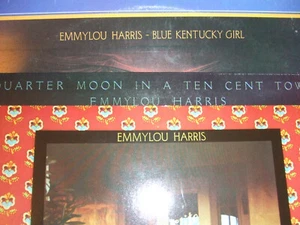 EMMYLOU HARRIS - BLUE KENTUCKY GIRL
QUARTER MOON IN A TEN CENT TOW
EMMYLOU HARRIS
EMMYLOU HARRIS